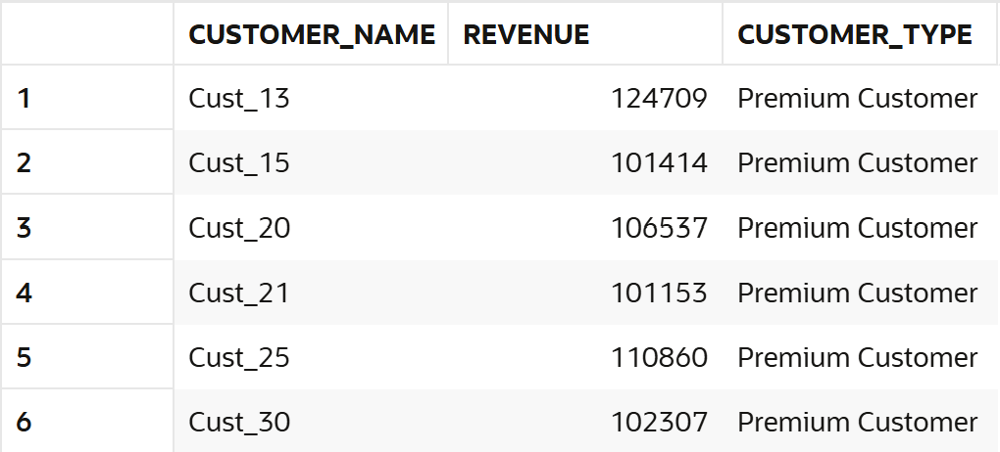 CUSTOMER_NAME REVENUE CUSTOMER_TYPE
1 Cust_13 124709 Premium Customer
2 Cust_15 101414 Premium Customer
3 Cust_20 106537 Premium Customer
4 Cust_21 101153 Premium Customer
5 Cust_25 110860 Premium Customer
6 Cust_30 102307 Premium Customer